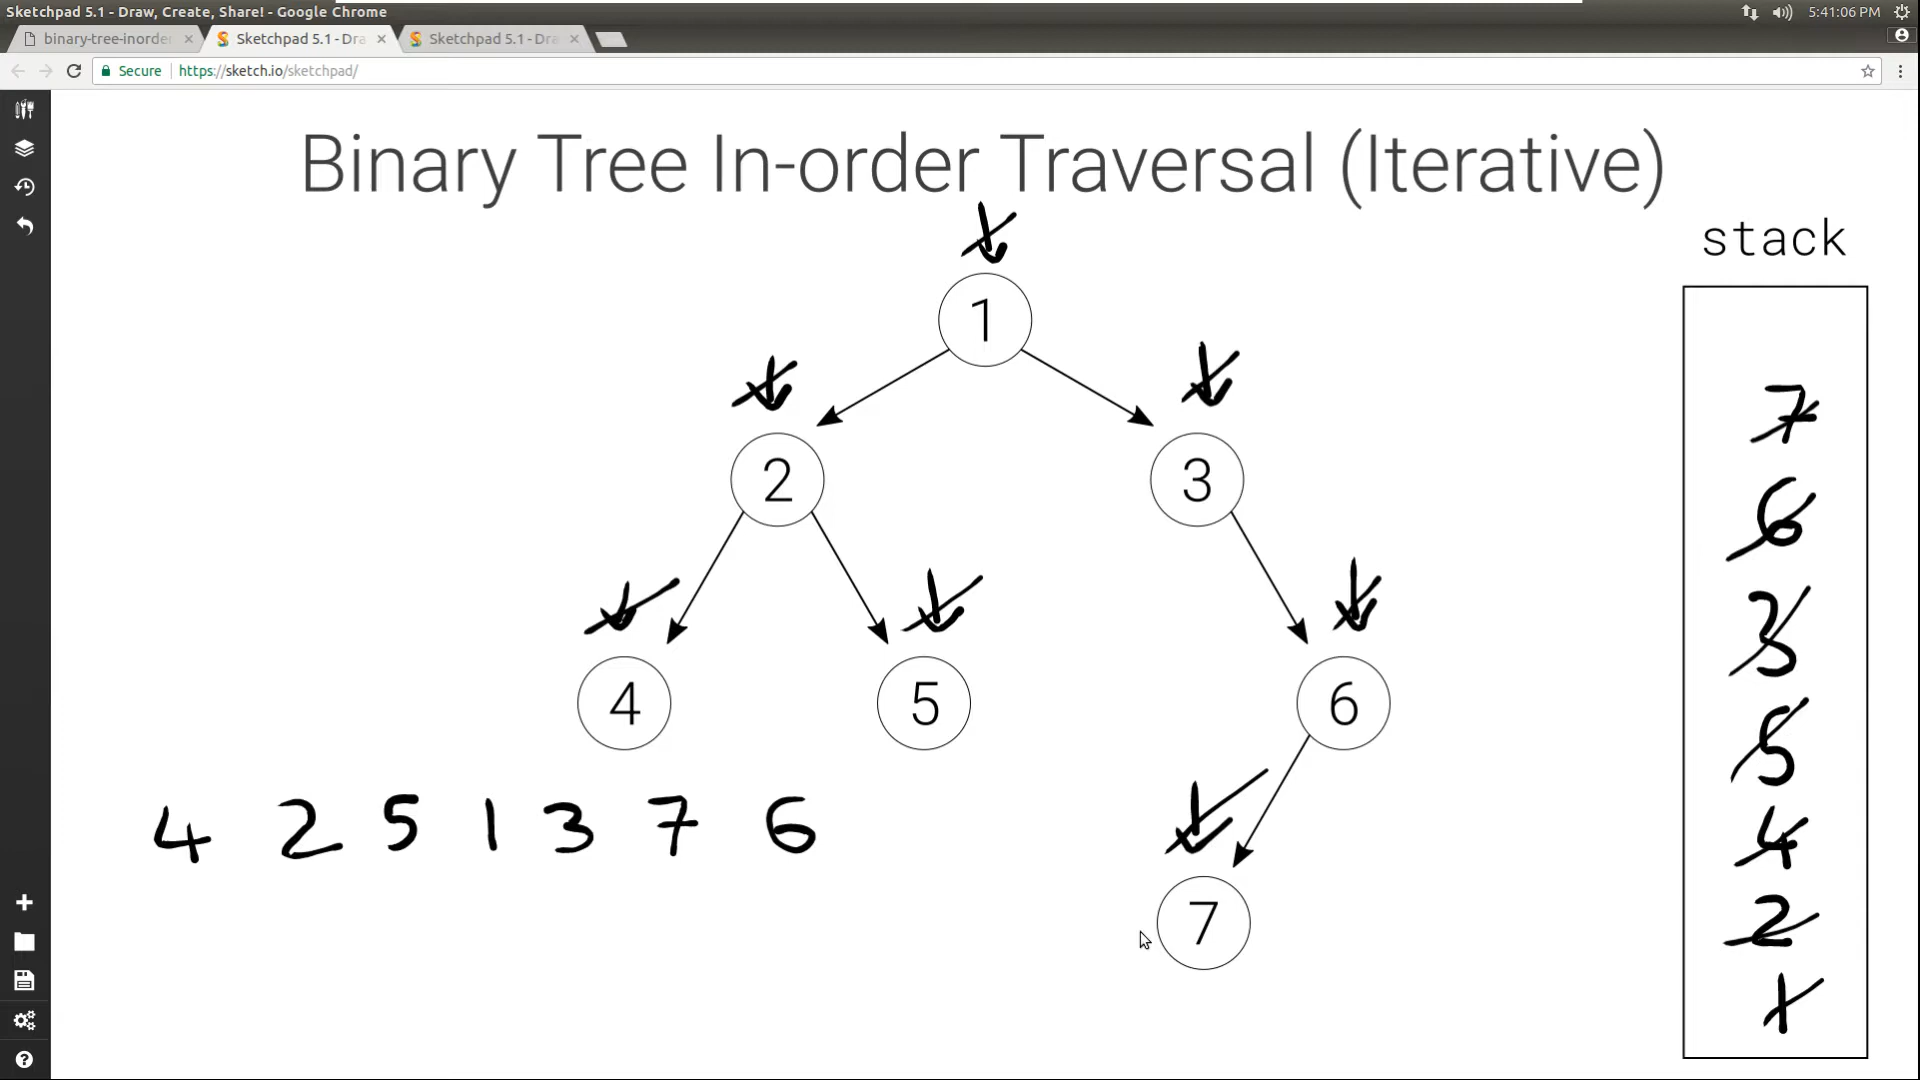 Sketchpad 5.1 - Draw, Create, Share! - Google Chrome
5:41:06 PM
binary-tree-inorde
Sketchpad 5.1 - Dra
Sketchpad 5.1 - Dra
Secure
https://sketch.io/sketchpad/
Binary Tree In-order Traversal (Iterative)
stack
1
2 3
4 5 6
7
4 2 5 1 3 7 6
7
6
3
5
4
2
1